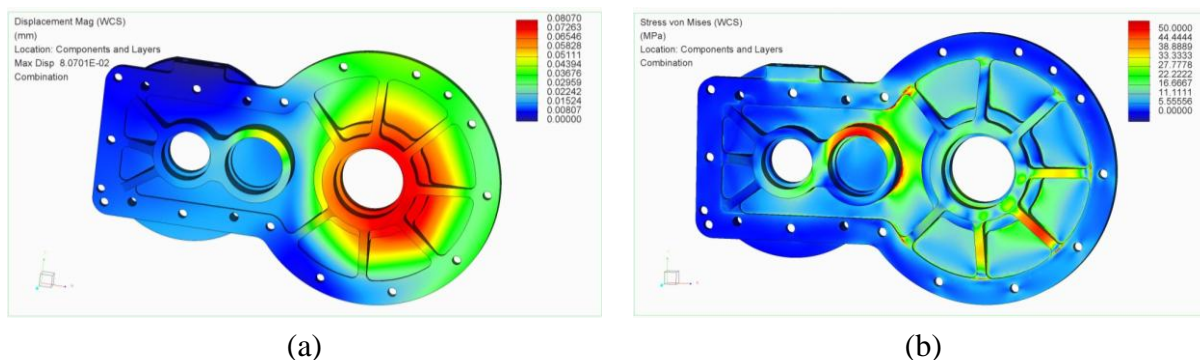 Displacement Mag (WCS)
(mm)
Location: Components and Layers
Max Disp 8.0701E-02
Combination
0.08070
0.07263
0.06546
0.05828
0.05111
0.04394
0.03676
0.02959
0.02242
0.01524
0.00807
0.00000
(a)
Stress von Mises (WCS)
(MPa)
Location: Components and Layers
Combination
50.0000
44.4444
38.8889
33.3333
27.7778
22.2222
16.6667
11.1111
5.55556
0.00000
(b)